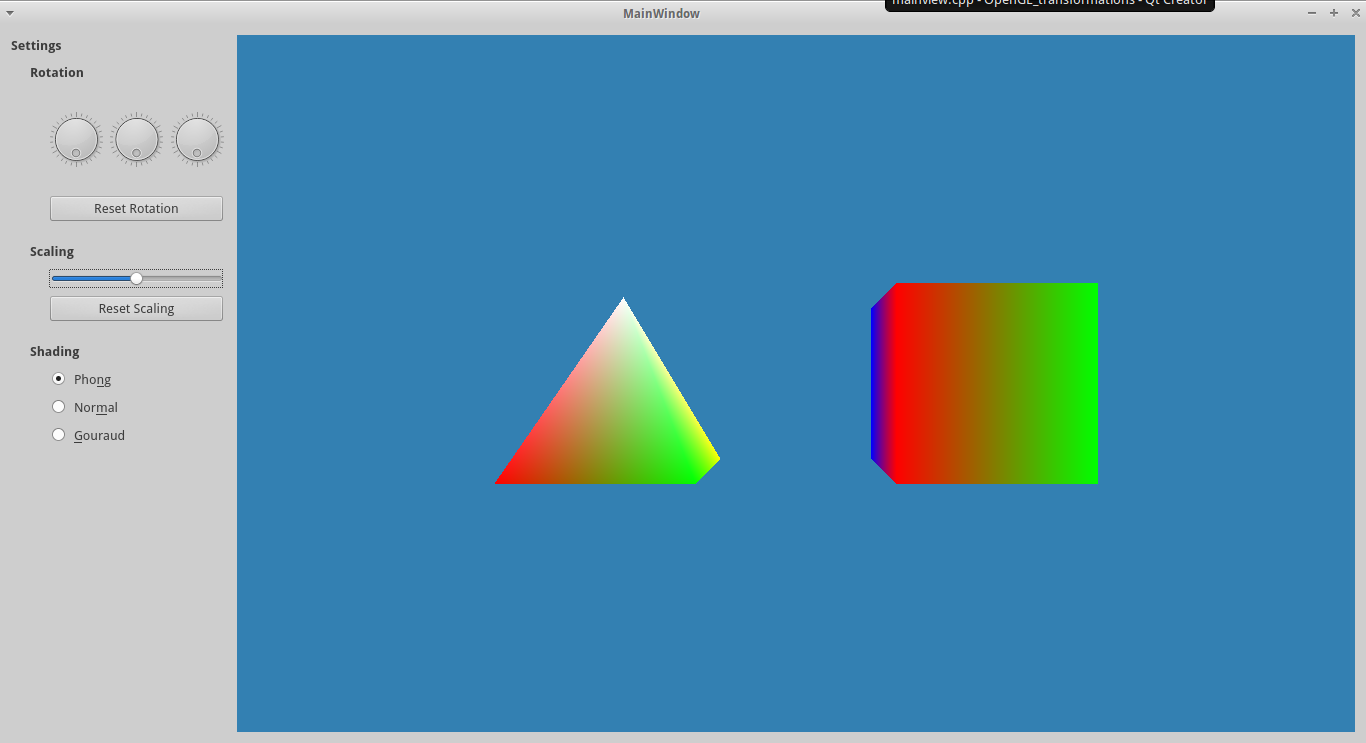 mainview.cpp - OpenGL_transformations - Qt Creator
MainWindow
Settings
Rotation
Reset Rotation
Scaling
Reset Scaling
Shading
Phong
Normal
Gouraud